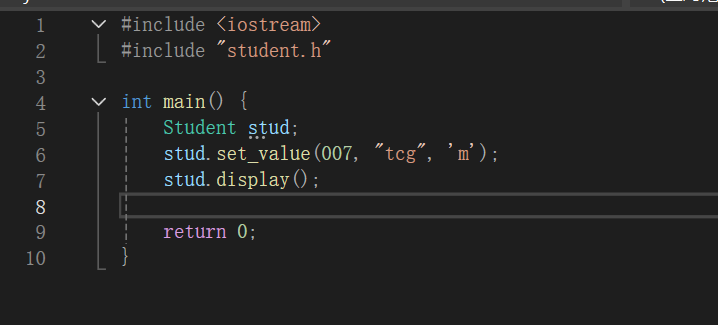 1 #include <iostream>
2 #include "student.h"
3
4 int main() {
5 Student stud;
6 stud.set_value(007, "tcg", 'm');
7 stud.display();
8
9 return 0;
10 }